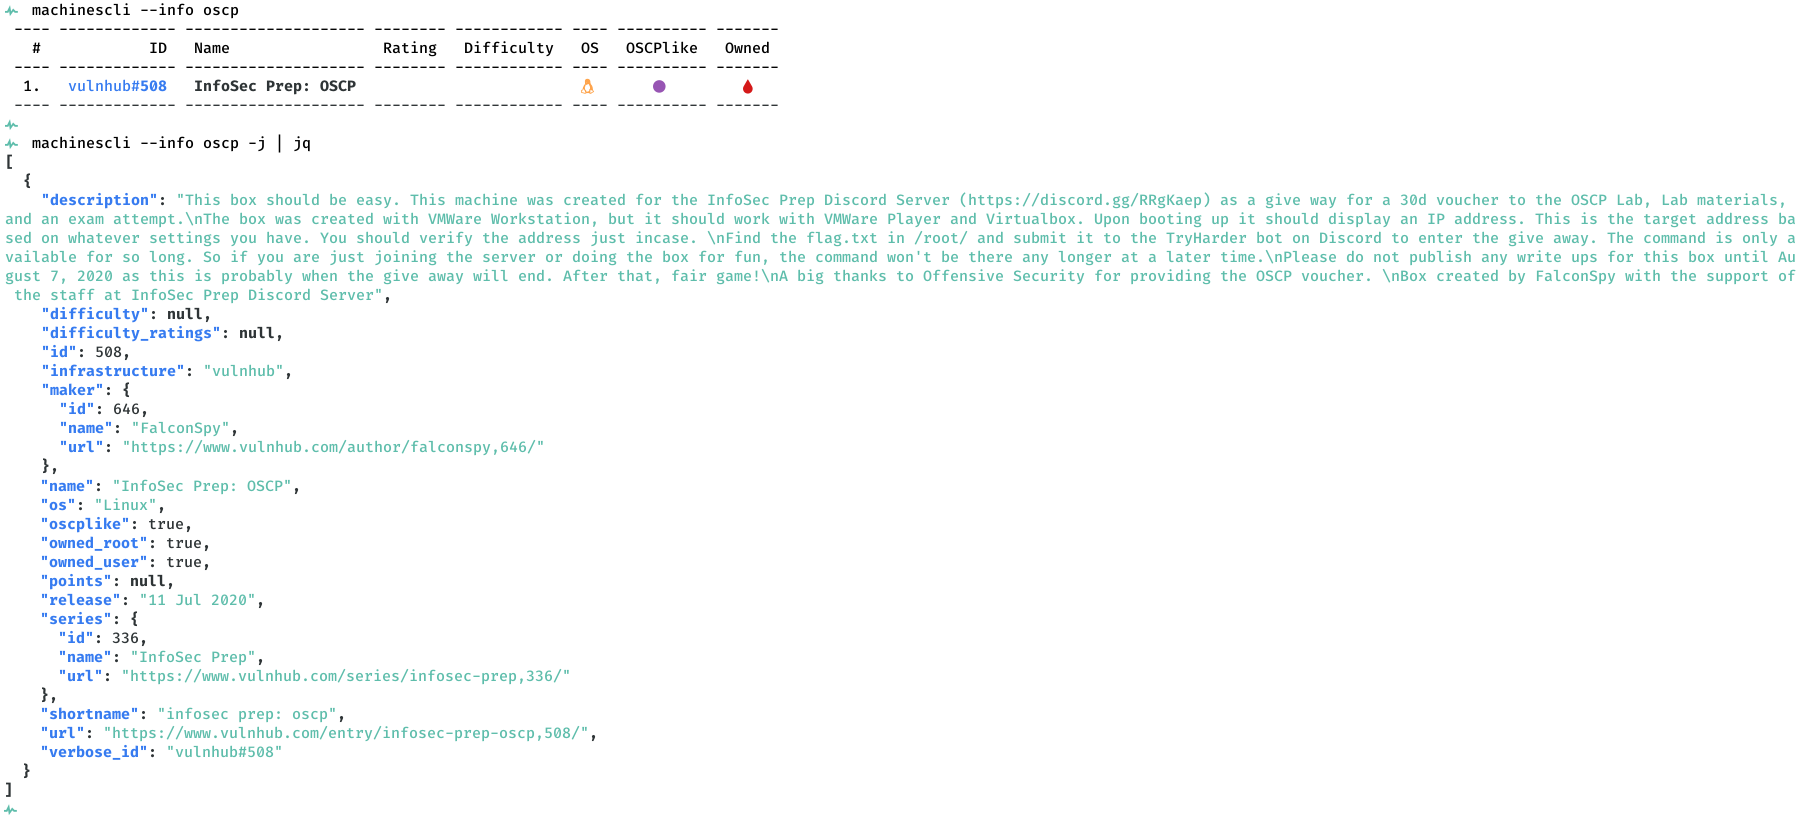 machinescli --info oscp
---- ------------- -------------------- -------- ------------ ---- ---------- -------
# ID Name Rating Difficulty OS OSCPlike Owned
---- ------------- -------------------- -------- ------------ ---- ---------- -------
1. vulnhub#508 InfoSec Prep: OSCP
---- ------------- -------------------- -------- ------------ ---- ---------- -------
machinescli --info oscp -j | jq
[
  {
    "description": "This box should be easy. This machine was created for the InfoSec Prep Discord Server (https://discord.gg/RRgKaep) as a give way for a 30d voucher to the OSCP Lab, Lab materials,
and an exam attempt.\nThe box was created with VMWare Workstation, but it should work with VMWare Player and Virtualbox. Upon booting up it should display an IP address. This is the target address ba
sed on whatever settings you have. You should verify the address just incase. \nFind the flag.txt in /root/ and submit it to the TryHarder bot on Discord to enter the give away. The command is only a
vailable for so long. So if you are just joining the server or doing the box for fun, the command won't be there any longer at a later time.\nPlease do not publish any write ups for this box until Au
gust 7, 2020 as this is probably when the give away will end. After that, fair game!\nA big thanks to Offensive Security for providing the OSCP voucher. \nBox created by FalconSpy with the support of
 the staff at InfoSec Prep Discord Server",
    "difficulty": null,
    "difficulty_ratings": null,
    "id": 508,
    "infrastructure": "vulnhub",
    "maker": {
      "id": 646,
      "name": "FalconSpy",
      "url": "https://www.vulnhub.com/author/falconspy,646/"
    },
    "name": "InfoSec Prep: OSCP",
    "os": "Linux",
    "oscplike": true,
    "owned_root": true,
    "owned_user": true,
    "points": null,
    "release": "11 Jul 2020",
    "series": {
      "id": 336,
      "name": "InfoSec Prep",
      "url": "https://www.vulnhub.com/series/infosec-prep,336/"
    },
    "shortname": "infosec prep: oscp",
    "url": "https://www.vulnhub.com/entry/infosec-prep-oscp,508/",
    "verbose_id": "vulnhub#508"
  }
]